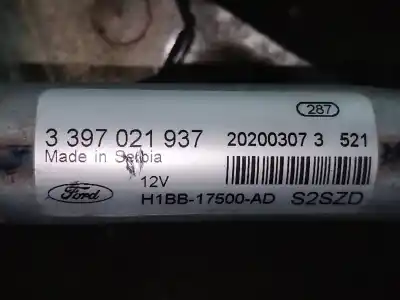 287
3 397 021 937
20200307 3 521
Made in Serbia
12V
Ford
H1BB-17500-AD S2SZD